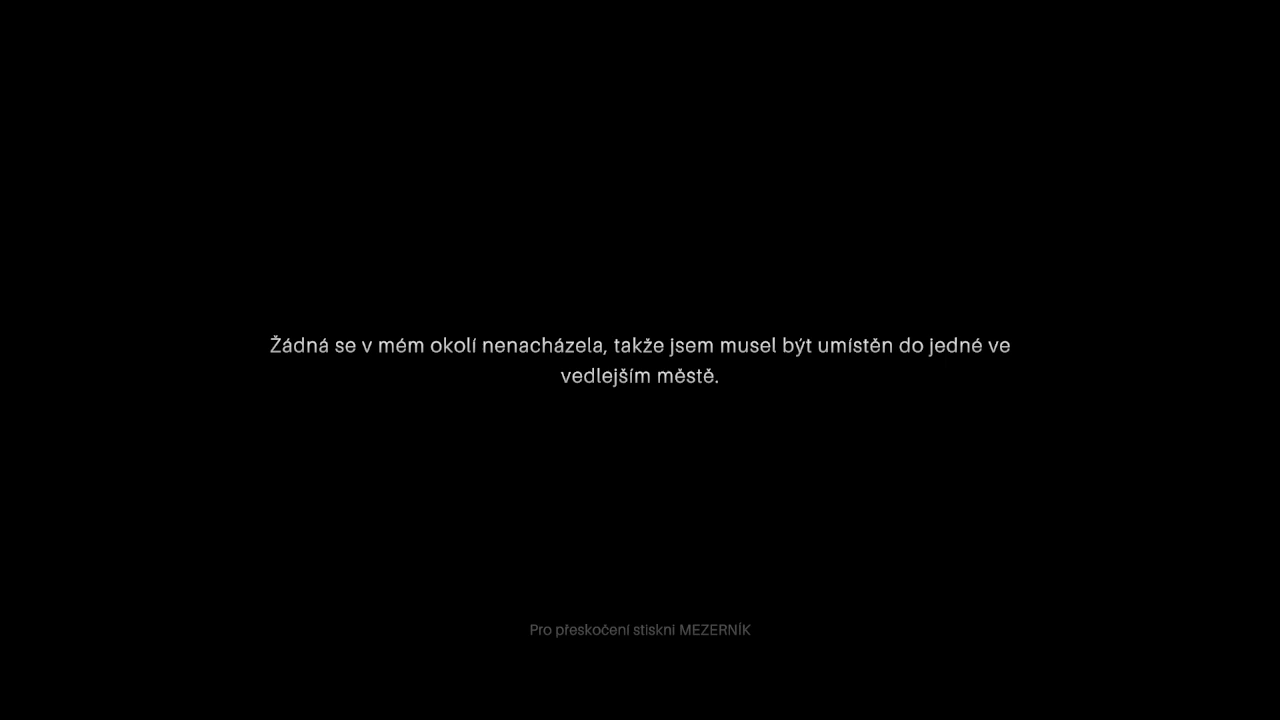 Žádná se v mém okolí nenacházela, takže jsem musel být umístěn do jedné ve
vedlejším městě.
Pro přeskočení stiskni MEZERNÍK